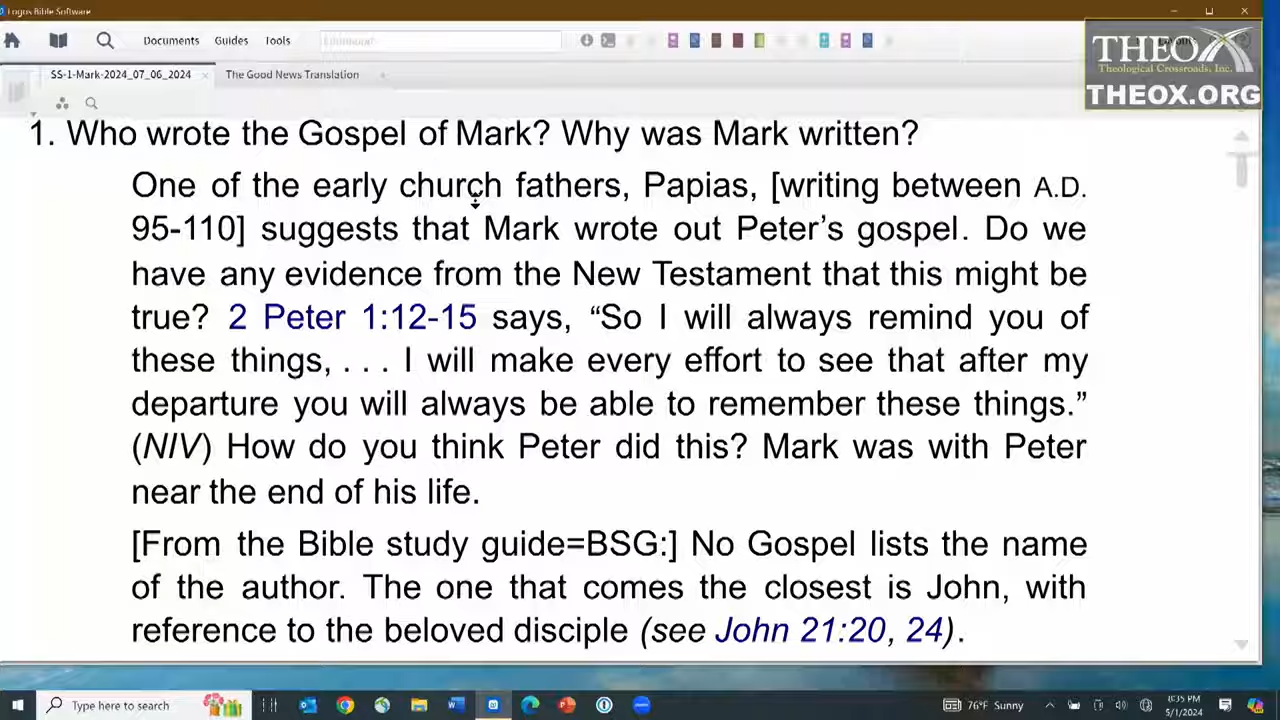 Logos Bible Software
Documents Guides Tools Command
THEOX
Theological Crossroads, Inc.
THEOX.ORG
SS-1-Mark-2024_07_06_2024 × The Good News Translation +
1. Who wrote the Gospel of Mark? Why was Mark written?
One of the early church fathers, Papias, [writing between A.D.
95-110] suggests that Mark wrote out Peter’s gospel. Do we
have any evidence from the New Testament that this might be
true? 2 Peter 1:12-15 says, “So I will always remind you of
these things, . . . I will make every effort to see that after my
departure you will always be able to remember these things.”
(NIV) How do you think Peter did this? Mark was with Peter
near the end of his life.
[From the Bible study guide=BSG:] No Gospel lists the name
of the author. The one that comes the closest is John, with
reference to the beloved disciple (see John 21:20, 24).
Type here to search
76°F Sunny
8:35 PM
5/1/2024